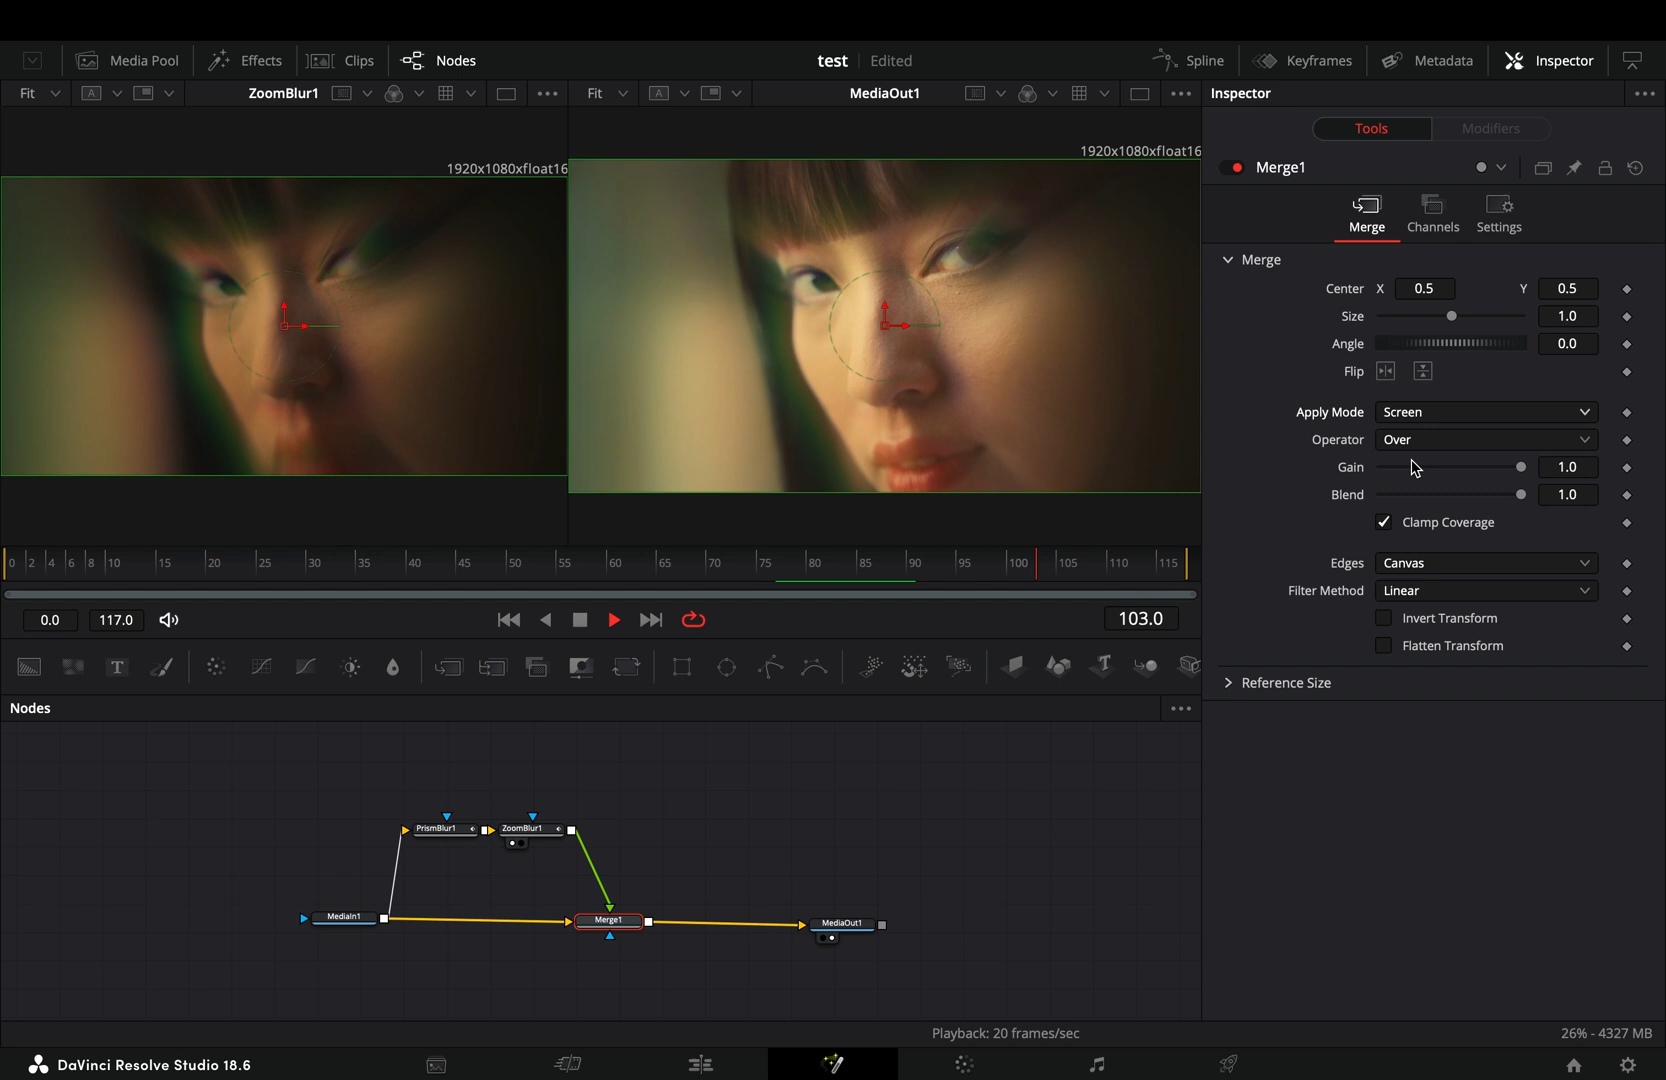 Media Pool
Effects
Clips
Nodes
test
Edited
Spline
Keyframes
Metadata
Inspector
Fit
A
ZoomBlur1
Fit
A
MediaOut1
Inspector
Tools
Modifiers
1920x1080xfloat16
1920x1080xfloat16
Merge1
Merge
Channels
Settings
Merge
Center X 0.5 Y 0.5
Size 1.0
Angle 0.0
Flip
Apply Mode Screen
Operator Over
Gain 1.0
Blend 1.0
Clamp Coverage
Edges Canvas
Filter Method Linear
Invert Transform
Flatten Transform
Reference Size
0 2 4 6 8 10 15 20 25 30 35 40 45 50 55 60 65 70 75 80 85 90 95 100 105 110 115
0.0
117.0
103.0
T
Nodes
PrismBlur1
ZoomBlur1
MediaIn1
Merge1
MediaOut1
Playback: 20 frames/sec
26% - 4327 MB
DaVinci Resolve Studio 18.6